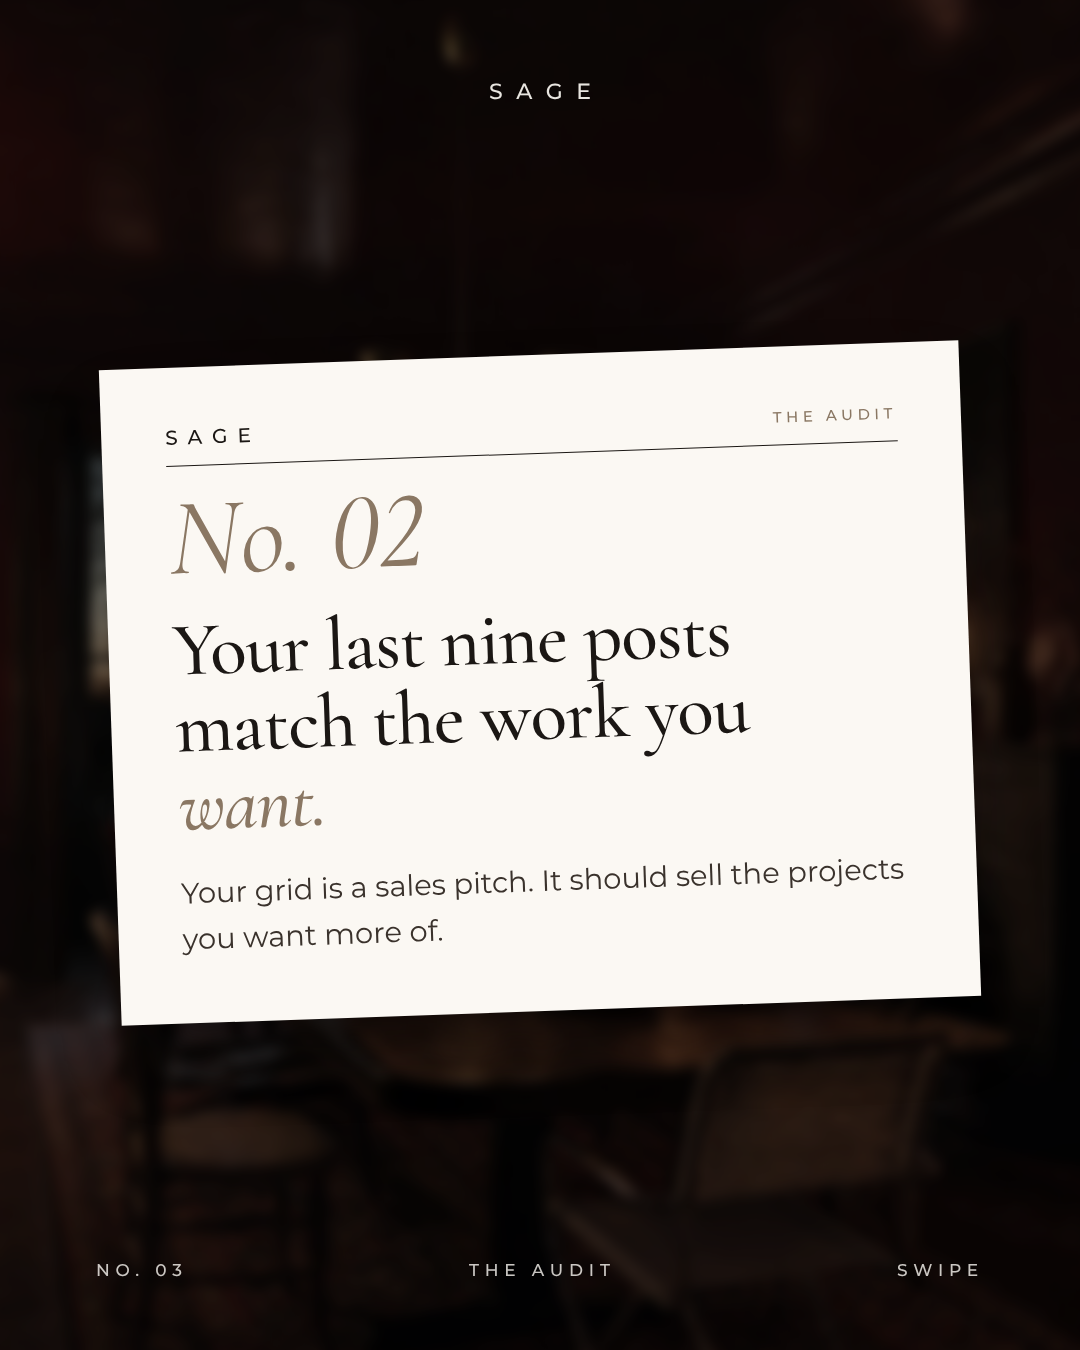 SAGE
SAGE
THE AUDIT
No. 02
Your last nine posts
match the work you
want.
Your grid is a sales pitch. It should sell the projects
you want more of.
NO. 03
THE AUDIT
SWIPE